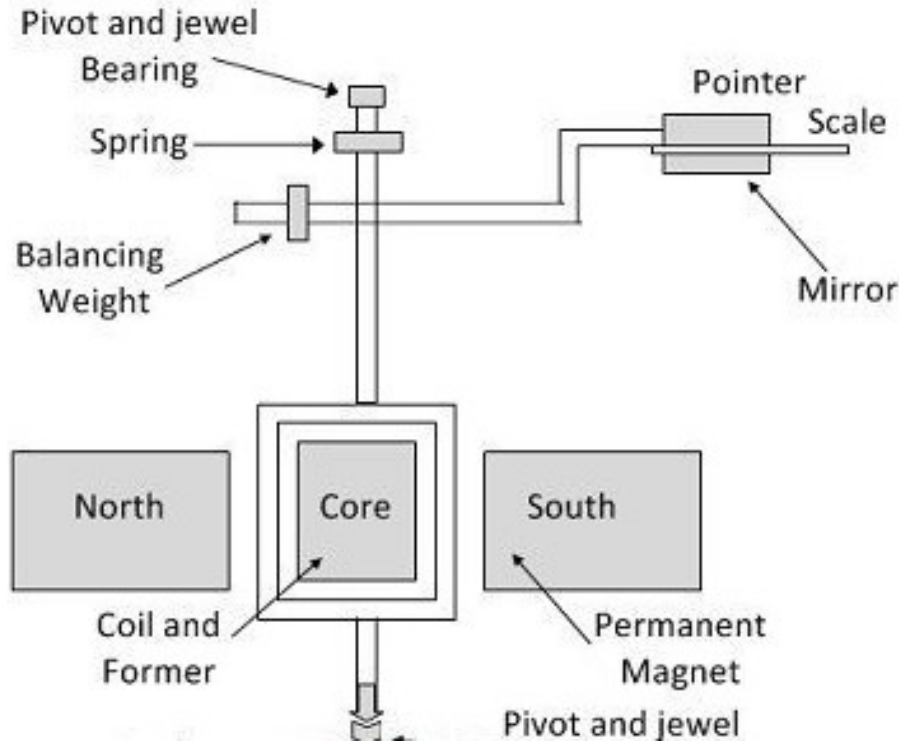 Pivot and jewel
Bearing
Pointer
Scale
Spring
Balancing
Weight
Mirror
North
Core
South
Coil and
Former
Permanent
Magnet
Pivot and jewel